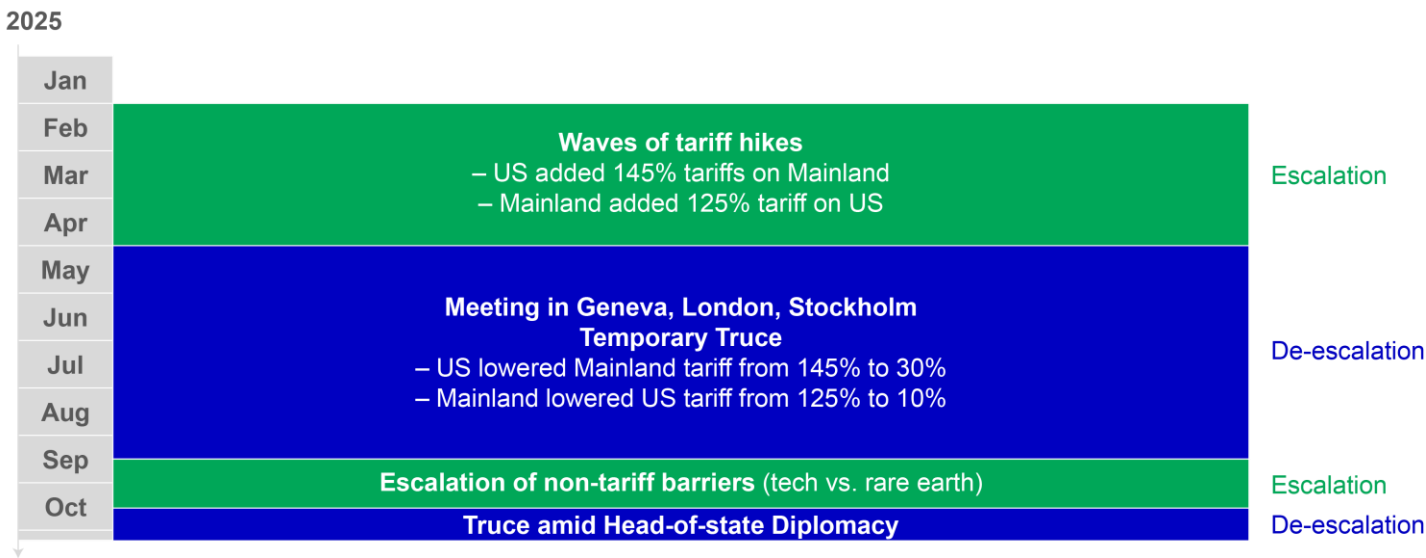 2025
Jan
Feb
Mar
Apr
May
Jun
Jul
Aug
Sep
Oct
Waves of tariff hikes
– US added 145% tariffs on Mainland
– Mainland added 125% tariff on US
Escalation
Meeting in Geneva, London, Stockholm
Temporary Truce
– US lowered Mainland tariff from 145% to 30%
– Mainland lowered US tariff from 125% to 10%
De-escalation
Escalation of non-tariff barriers (tech vs. rare earth)
Escalation
Truce amid Head-of-state Diplomacy
De-escalation